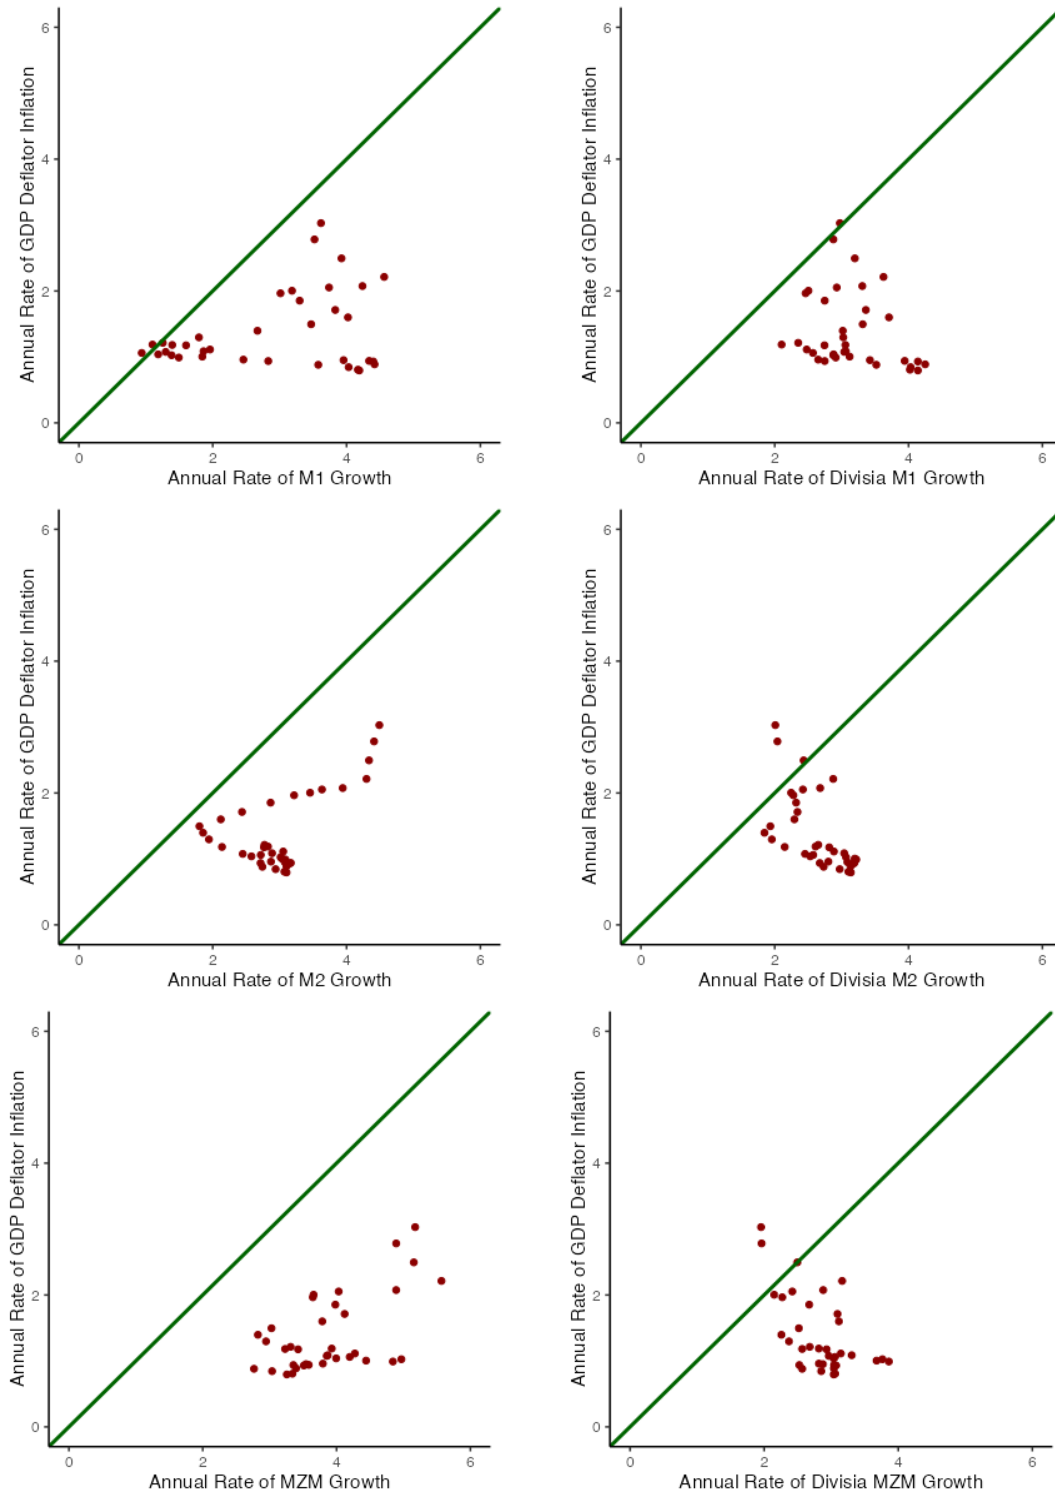 Annual Rate of GDP Deflator Inflation
6
4
2
0
0 2 4 6
Annual Rate of M1 Growth
Annual Rate of GDP Deflator Inflation
6
4
2
0
0 2 4 6
Annual Rate of Divisia M1 Growth
Annual Rate of GDP Deflator Inflation
6
4
2
0
0 2 4 6
Annual Rate of M2 Growth
Annual Rate of GDP Deflator Inflation
6
4
2
0
0 2 4 6
Annual Rate of Divisia M2 Growth
Annual Rate of GDP Deflator Inflation
6
4
2
0
0 2 4 6
Annual Rate of MZM Growth
Annual Rate of GDP Deflator Inflation
6
4
2
0
0 2 4 6
Annual Rate of Divisia MZM Growth